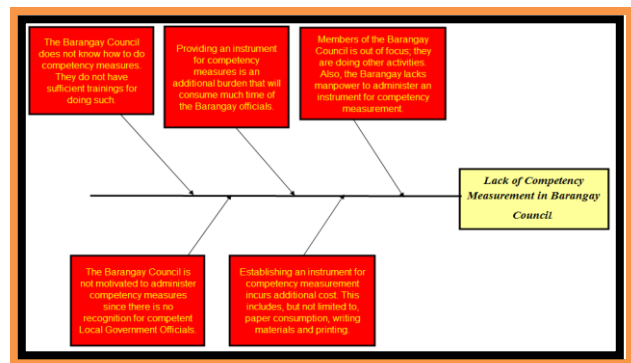 The Barangay Council
does not know how to do
competency measures.
They do not have
sufficient trainings for
doing such.
Providing an instrument
for competency
measures is an
additional burden that will
consume much time of
the Barangay officials.
Members of the Barangay
Council is out of focus; they
are doing other activities.
Also, the Barangay lacks
manpower to administer an
instrument for competency
measurement.
Lack of Competency
Measurement in Barangay
Council
The Barangay Council is
not motivated to administer
competency measures
since there is no
recognition for competent
Local Government Officials.
Establishing an instrument for
competency measurement
incurs additional cost. This
includes, but not limited to,
paper consumption, writing
materials and printing.